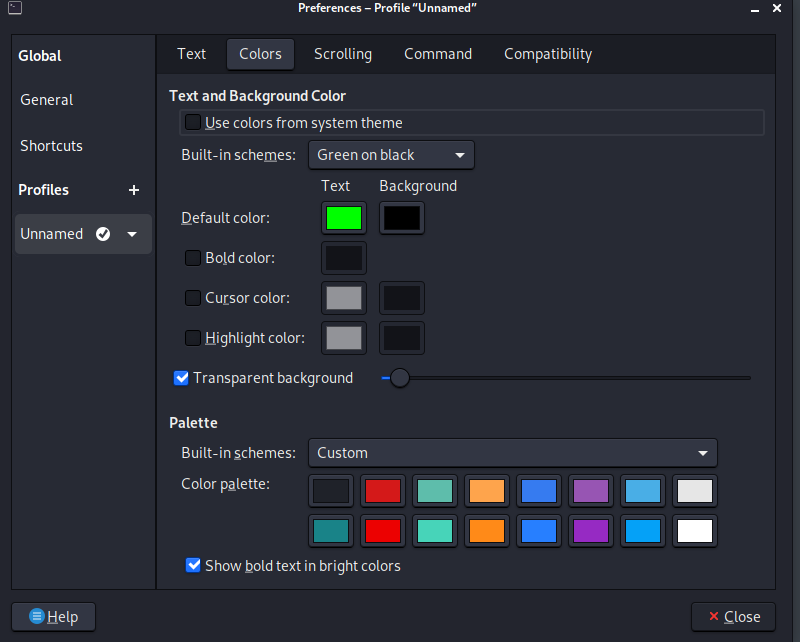 Preferences – Profile “Unnamed”
Global
General
Shortcuts
Profiles +
Unnamed
Text Colors Scrolling Command Compatibility
Text and Background Color
Use colors from system theme
Built-in schemes: Green on black
Text Background
Default color:
Bold color:
Cursor color:
Highlight color:
Transparent background
Palette
Built-in schemes: Custom
Color palette:
Show bold text in bright colors
Help Close